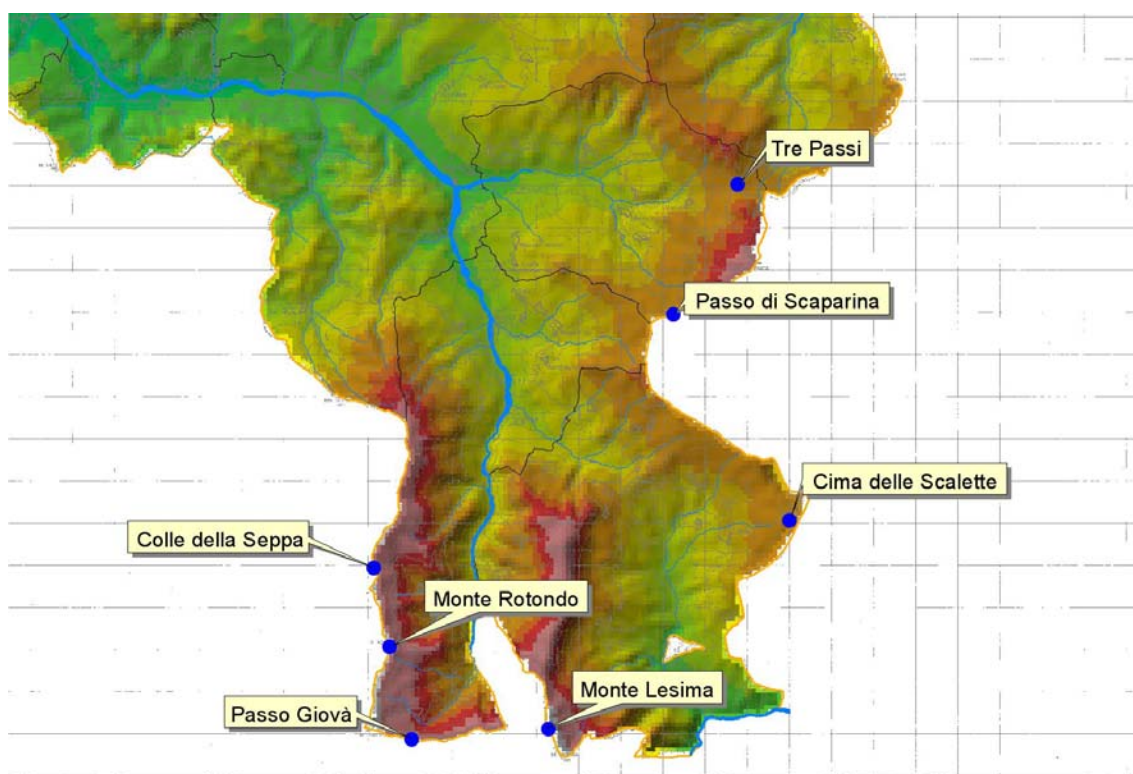 Tre Passi
Passo di Scaparina
Cima delle Scalette
Colle della Seppa
Monte Rotondo
Monte Lesima
Passo Giovà